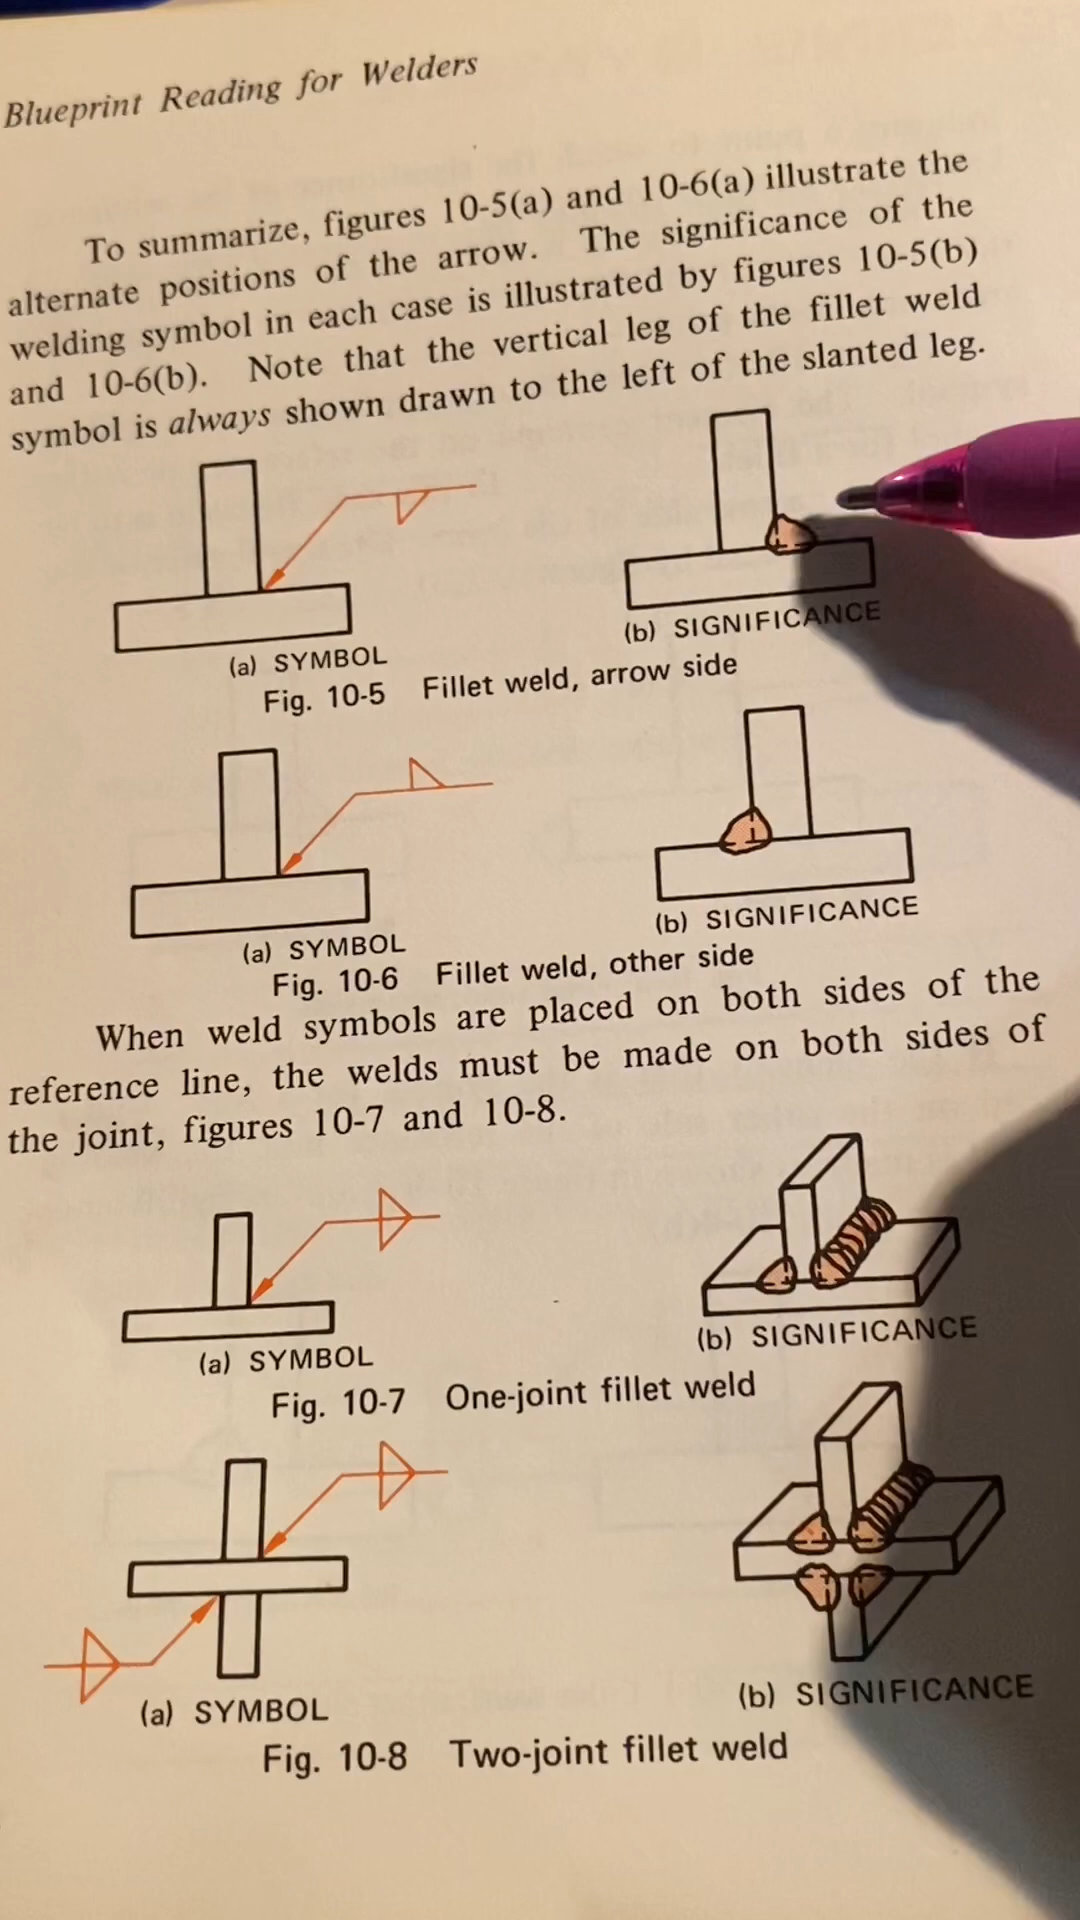 Blueprint Reading for Welders
To summarize, figures 10-5(a) and 10-6(a) illustrate the
alternate positions of the arrow. The significance of the
welding symbol in each case is illustrated by figures 10-5(b)
and 10-6(b). Note that the vertical leg of the fillet weld
symbol is always shown drawn to the left of the slanted leg.
(a) SYMBOL
(b) SIGNIFICANCE
Fig. 10-5 Fillet weld, arrow side
(a) SYMBOL
(b) SIGNIFICANCE
Fig. 10-6 Fillet weld, other side
When weld symbols are placed on both sides of the
reference line, the welds must be made on both sides of
the joint, figures 10-7 and 10-8.
(a) SYMBOL
(b) SIGNIFICANCE
Fig. 10-7 One-joint fillet weld
(a) SYMBOL
(b) SIGNIFICANCE
Fig. 10-8 Two-joint fillet weld